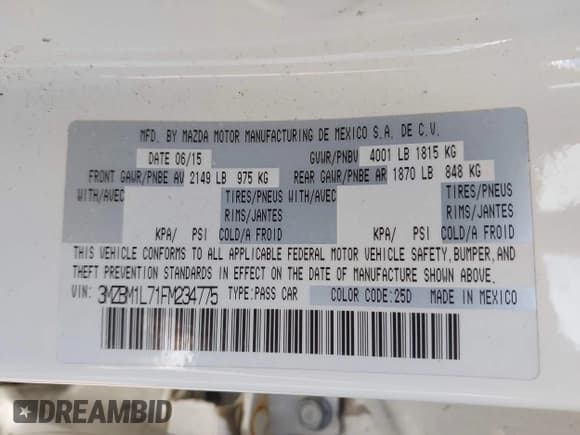 MFD. BY MAZDA MOTOR MANUFACTURING DE MEXICO S.A. DE C.V.
DATE 06/15 GVWR/PNBV 4001 LB 1815 KG
FRONT GAWR/PNBE AV 2149 LB 975 KG REAR GAWR/PNBE AR 1870 LB 848 KG
WITH/AVEC TIRES/PNEUS WITH/AVEC TIRES/PNEUS
RIMS/JANTES RIMS/JANTES
KPA/ PSI COLD/A FROID KPA/ PSI COLD/A FROID
THIS VEHICLE CONFORMS TO ALL APPLICABLE FEDERAL MOTOR VEHICLE SAFETY, BUMPER, AND
THEFT PREVENTION STANDARDS IN EFFECT ON THE DATE OF MANUFACTURE SHOWN ABOVE.
VIN: 3MZBM1L71FM234775 TYPE:PASS CAR COLOR CODE:25D MADE IN MEXICO
DREAMBID